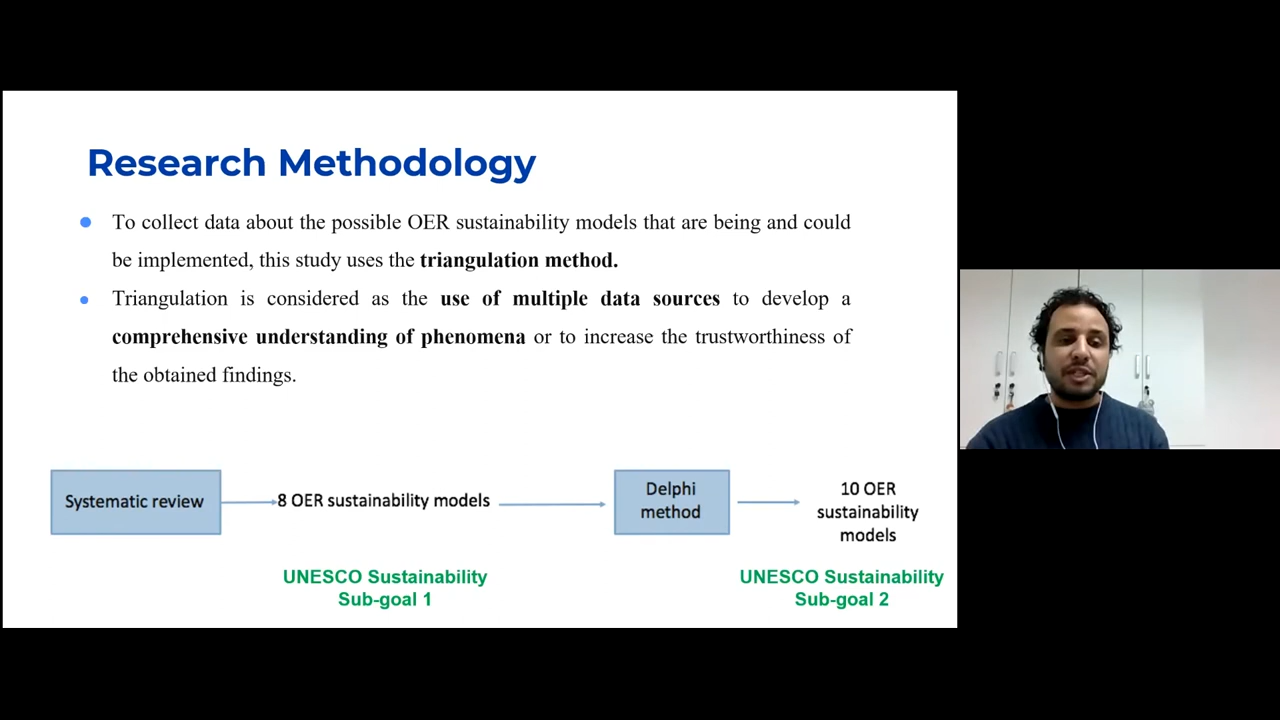 Research Methodology
To collect data about the possible OER sustainability models that are being and could
be implemented, this study uses the triangulation method.
Triangulation is considered as the use of multiple data sources to develop a
comprehensive understanding of phenomena or to increase the trustworthiness of
the obtained findings.
Systematic review
8 OER sustainability models
Delphi
method
10 OER
sustainability
models
UNESCO Sustainability
Sub-goal 1
UNESCO Sustainability
Sub-goal 2